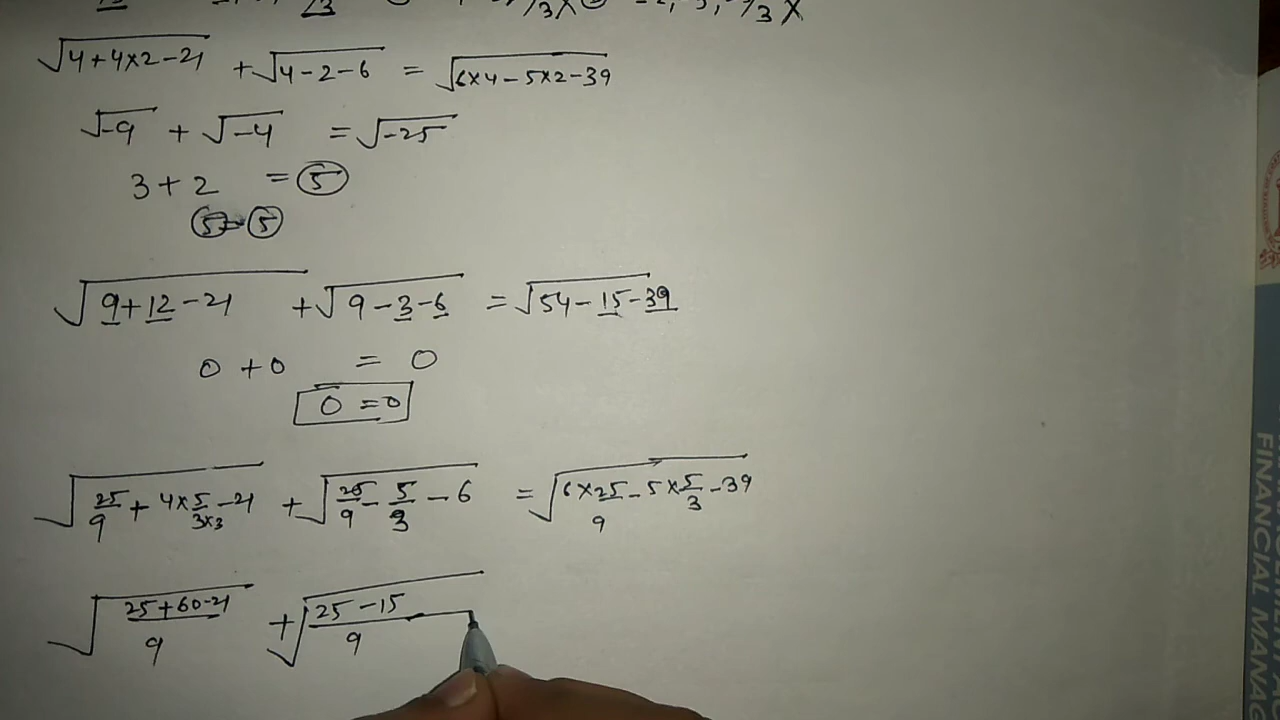 √4+4×2-21 + √4-2-6 = √6×4-5×2-39
√-9 + √-4 = √-25
3+2 = 5
5=5
√9+12-21 + √9-3-6 = √54-15-39
0+0 = 0
0=0
√25/9+4×5/3×3-21 + √25/9-5/3-6 = √6×25/9-5×5/3-39
√25+60-21/9 + √25-15/9
FINANCIAL MANAG